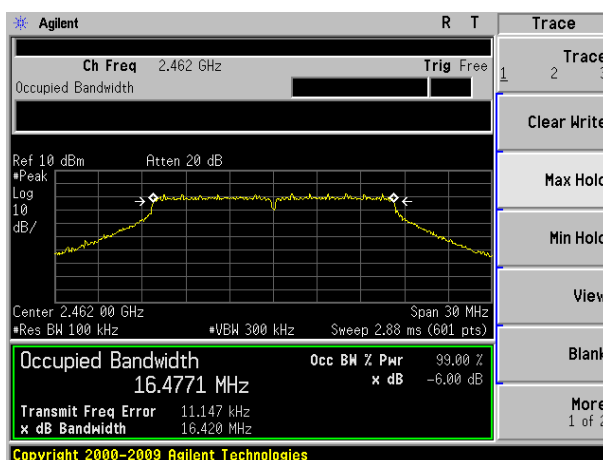 Agilent R T Trace
Ch Freq 2.462 GHz Trig Free
Occupied Bandwidth
Trace
1 2 3
Clear Write
Max Hold
Min Hold
View
Blank
More
1 of 2
Ref 10 dBm Atten 20 dB
#Peak
Log
10
dB/
Center 2.462 00 GHz Span 30 MHz
#Res BW 100 kHz #VBW 300 kHz Sweep 2.88 ms (601 pts)
Occupied Bandwidth Occ BW % Pwr 99.00 %
16.4771 MHz x dB -6.00 dB
Transmit Freq Error 11.147 kHz
x dB Bandwidth 16.420 MHz
Copyright 2000-2009 Agilent Technologies